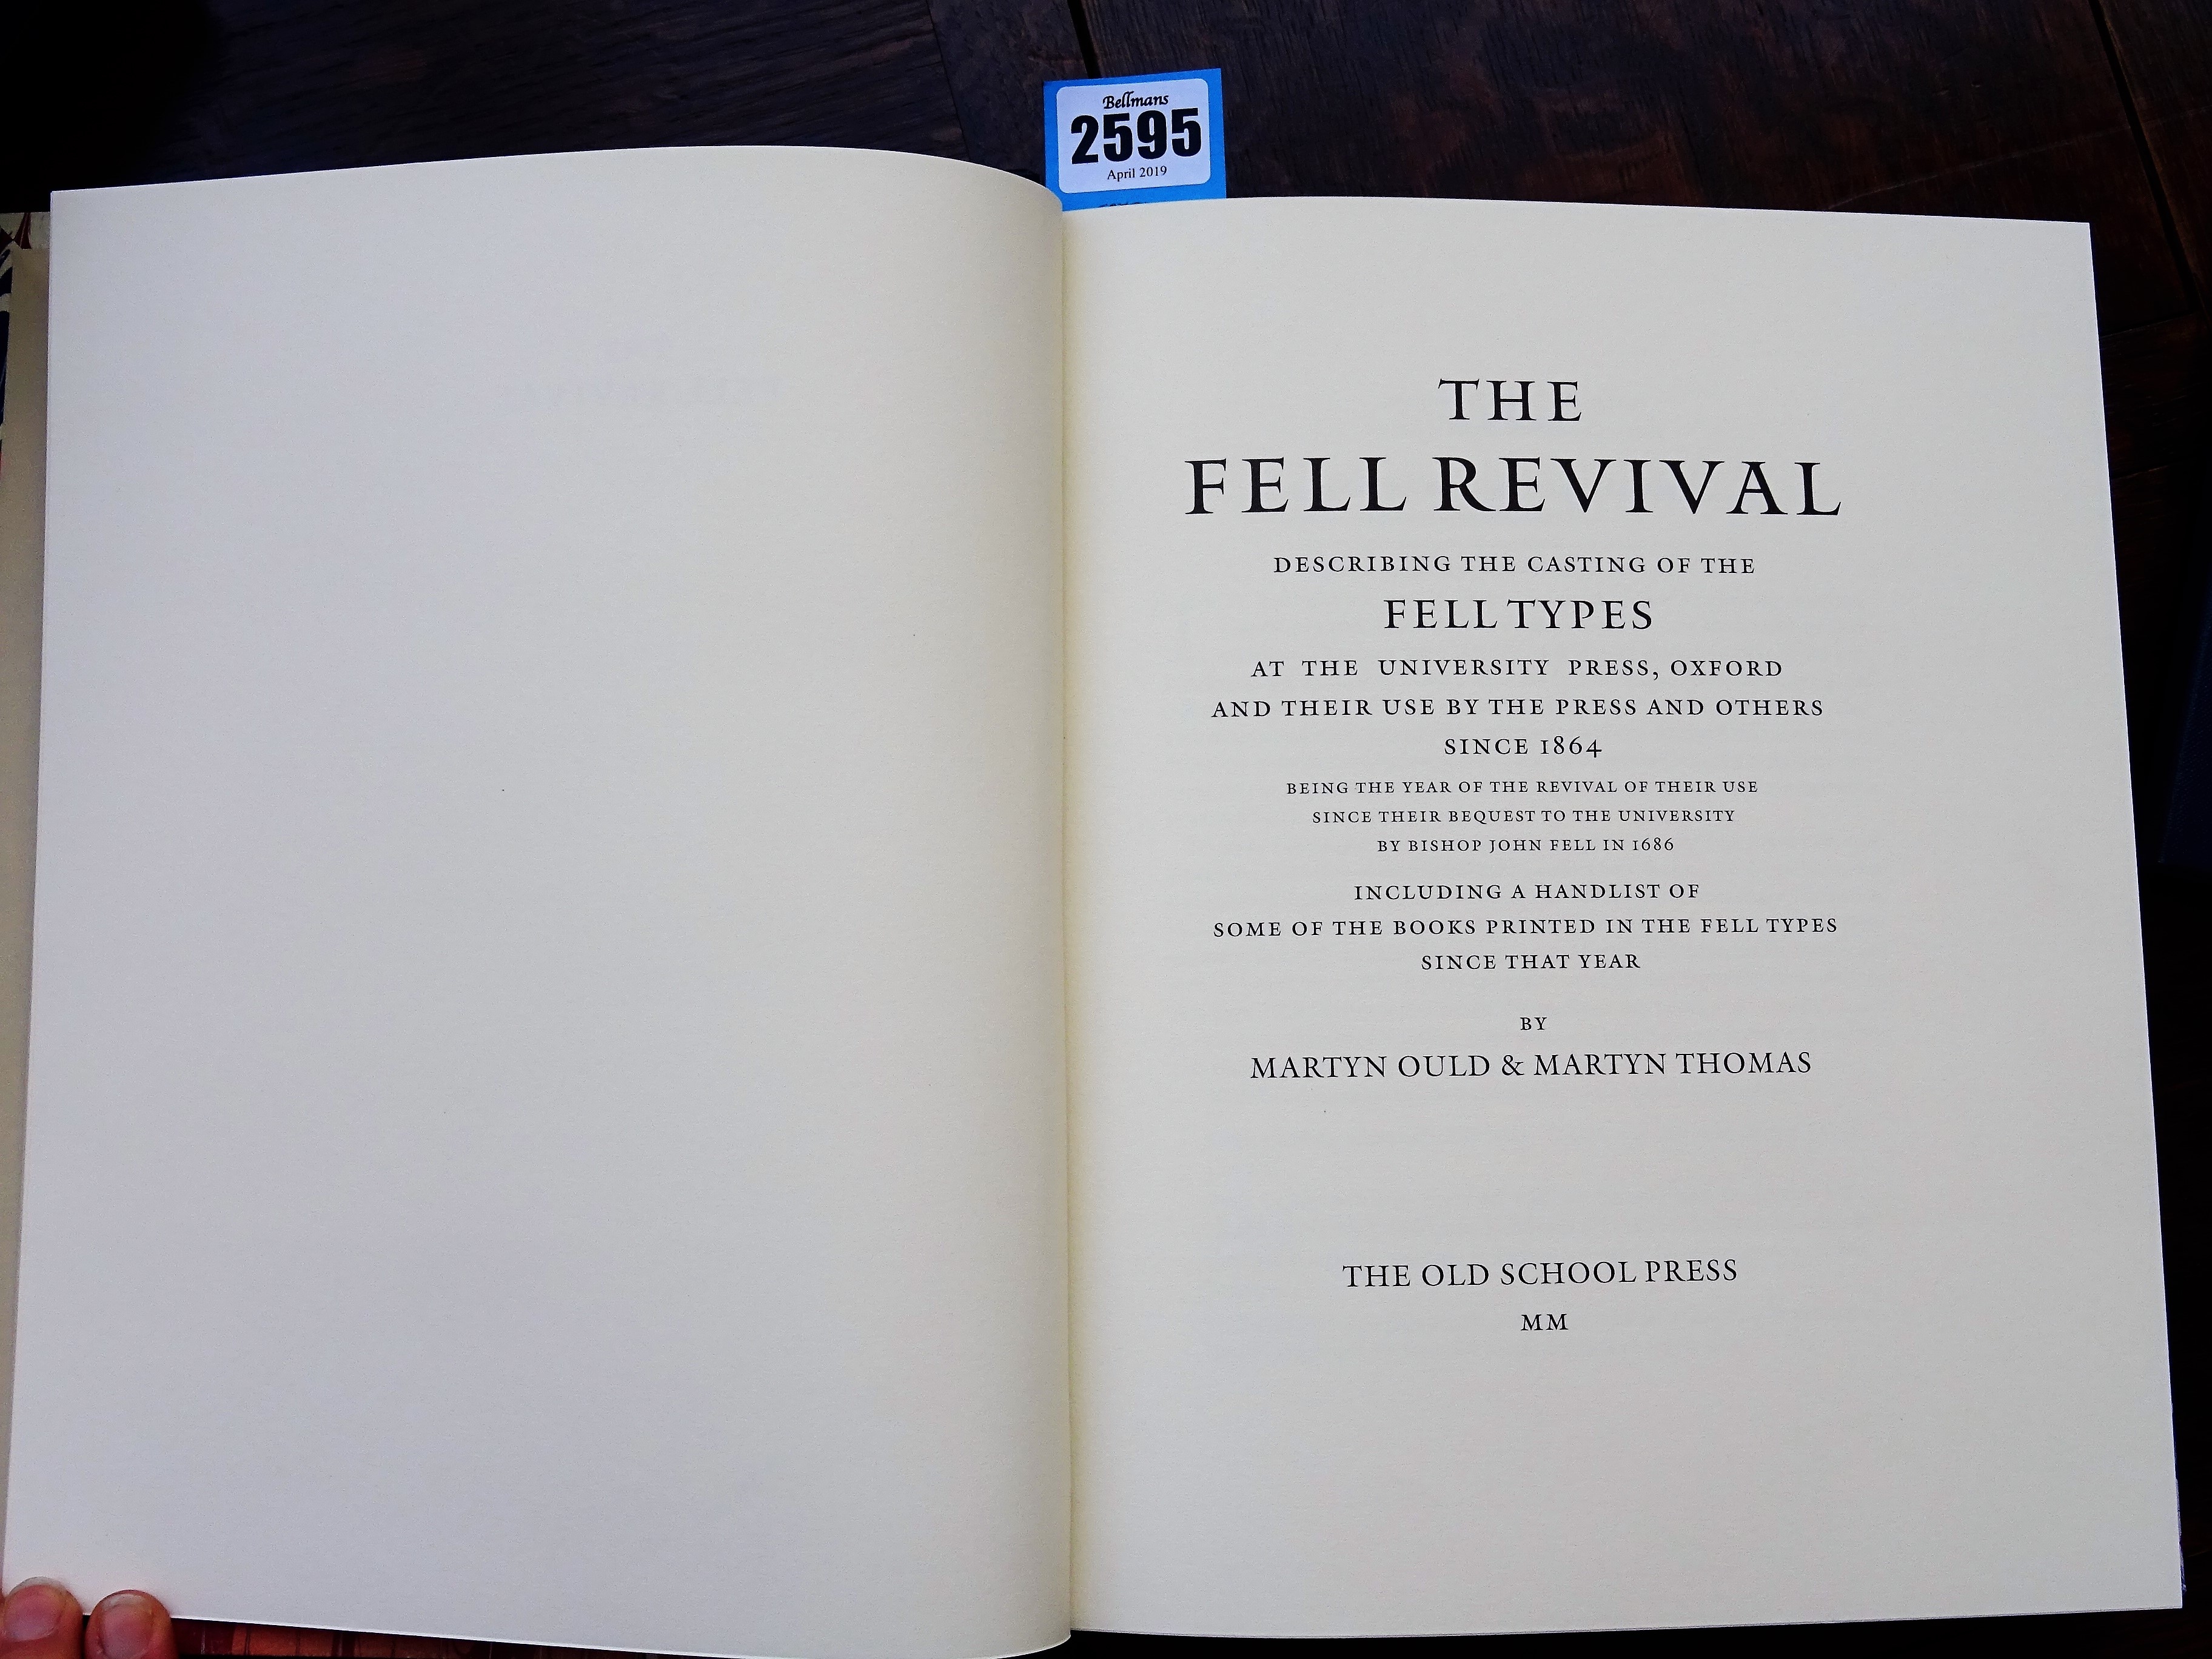 Bellmans
2595
April 2019
THE
FELL REVIVAL
DESCRIBING THE CASTING OF THE
FELL TYPES
AT THE UNIVERSITY PRESS, OXFORD
AND THEIR USE BY THE PRESS AND OTHERS
SINCE 1864
BEING THE YEAR OF THE REVIVAL OF THEIR USE
SINCE THEIR BEQUEST TO THE UNIVERSITY
BY BISHOP JOHN FELL IN 1686
INCLUDING A HANDLIST OF
SOME OF THE BOOKS PRINTED IN THE FELL TYPES
SINCE THAT YEAR
BY
MARTYN OULD & MARTYN THOMAS
THE OLD SCHOOL PRESS
MM